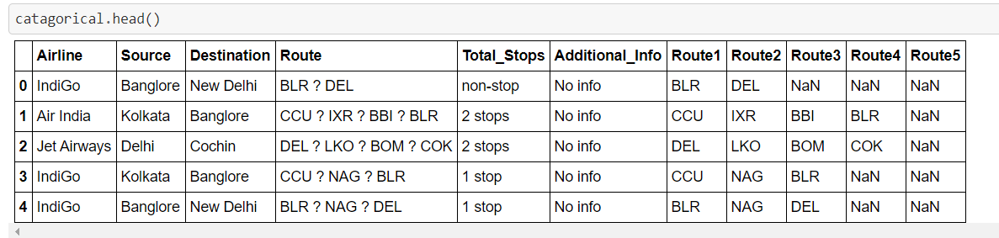 catagorical.head()
Airline Source Destination Route Total_Stops Additional_Info Route1 Route2 Route3 Route4 Route5
0 IndiGo Banglore New Delhi BLR ? DEL non-stop No info BLR DEL NaN NaN NaN
1 Air India Kolkata Banglore CCU ? IXR ? BBI ? BLR 2 stops No info CCU IXR BBI BLR NaN
2 Jet Airways Delhi Cochin DEL ? LKO ? BOM ? COK 2 stops No info DEL LKO BOM COK NaN
3 IndiGo Kolkata Banglore CCU ? NAG ? BLR 1 stop No info CCU NAG BLR NaN NaN
4 IndiGo Banglore New Delhi BLR ? NAG ? DEL 1 stop No info BLR NAG DEL NaN NaN